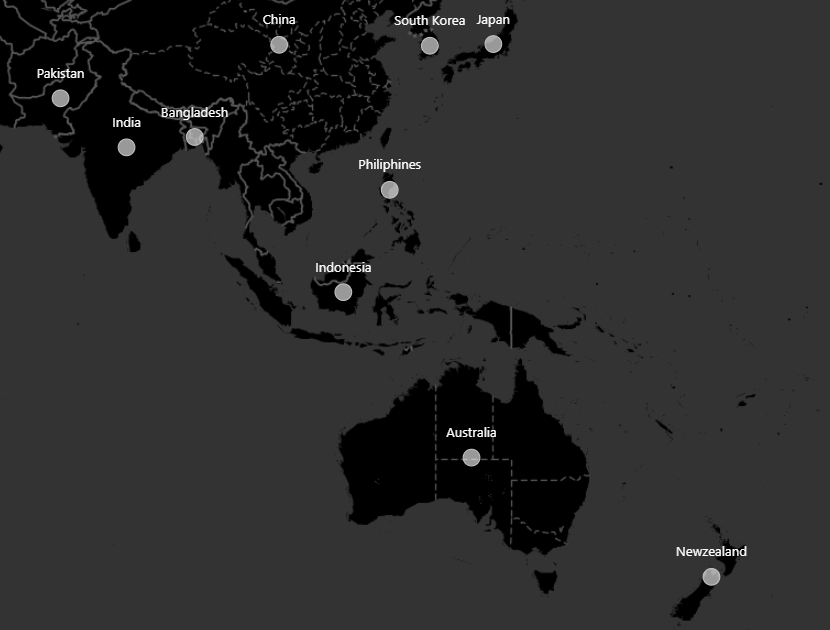 China
South Korea
Japan
Pakistan
Bangladesh
India
Philiphines
Indonesia
Australia
Newzealand